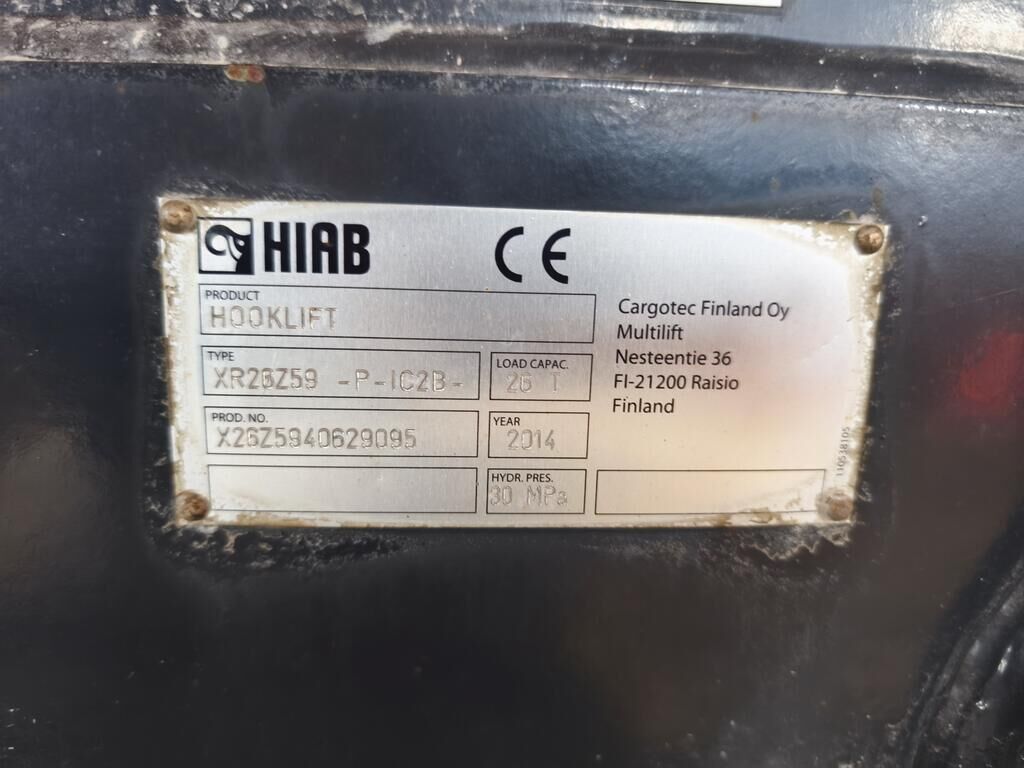 HIAB CE
PRODUCT
HOOKLIFT
TYPE
XR26Z59 -P-IC2B-
LOAD CAPAC.
26 T
PROD. NO.
X26Z5940629095
YEAR
2014
HYDR. PRES.
30 MPa
Cargotec Finland Oy
Multilift
Nesteentie 36
FI-21200 Raisio
Finland
110538105